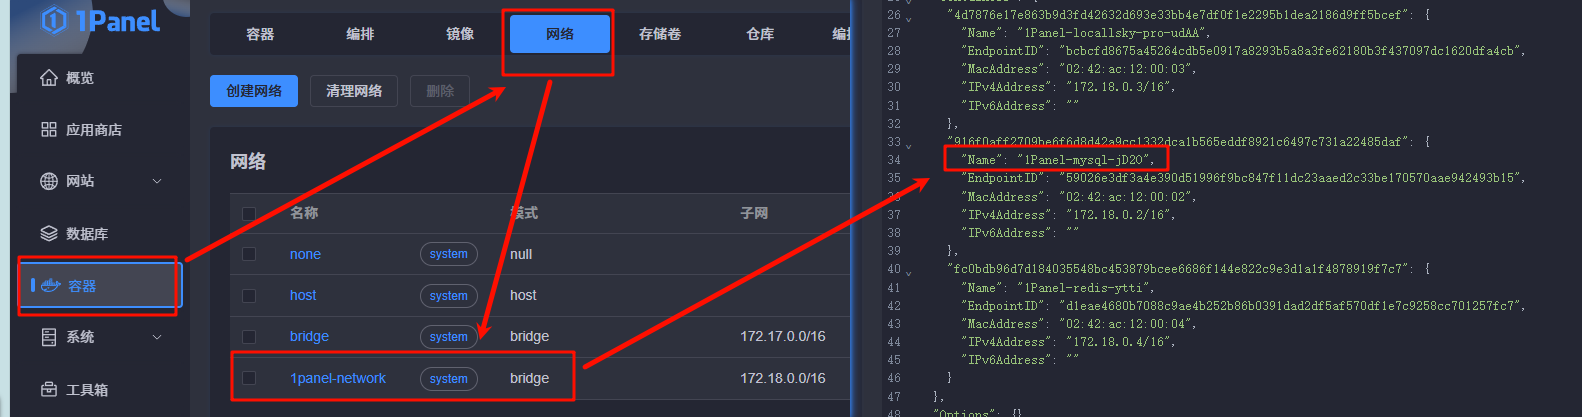 1Panel
概览
应用商店
网站
数据库
容器
系统
工具箱
容器 编排 镜像 网络 存储卷 仓库
创建网络 清理网络 删除
网络
名称 模式 子网
none system null
host system host
bridge system bridge 172.17.0.0/16
1panel-network system bridge 172.18.0.0/16
26 "4d7876e17e863b9d3fd42632d693e33bb4e7df0f1e2295b1dea2186d9ff5bcef": {
27 "Name": "1Panel-locallsky-pro-udAA",
28 "EndpointID": "bcbcfd8675a45264cdb5e0917a8293b5a8a3fe62180b3f437097dc1620dfa4cb",
29 "MacAddress": "02:42:ac:12:00:03",
30 "IPv4Address": "172.18.0.3/16",
31 "IPv6Address": ""
32 },
33 "916f0aff2709be6f6d8d42a9cc1332dca1b565eddf8921c6497c731a22485daf": {
34 "Name": "1Panel-mysql-jD2O",
35 "EndpointID": "59026e3df3a4e390d51996f9bc847f11dc23aaed2c33be170570aae942493b15",
36 "MacAddress": "02:42:ac:12:00:02",
37 "IPv4Address": "172.18.0.2/16",
38 "IPv6Address": ""
39 },
40 "fc0bdb96d7d184035548bc453879bcee6686f144e822c9e3d1a1f4878919f7c7": {
41 "Name": "1Panel-redis-ytti",
42 "EndpointID": "d1eae4680b7088c9ae4b252b86b0391dad2df5af570df1e7c9258cc701257fc7",
43 "MacAddress": "02:42:ac:12:00:04",
44 "IPv4Address": "172.18.0.4/16",
45 "IPv6Address": ""
46 }
47 },
48 "Options": {}